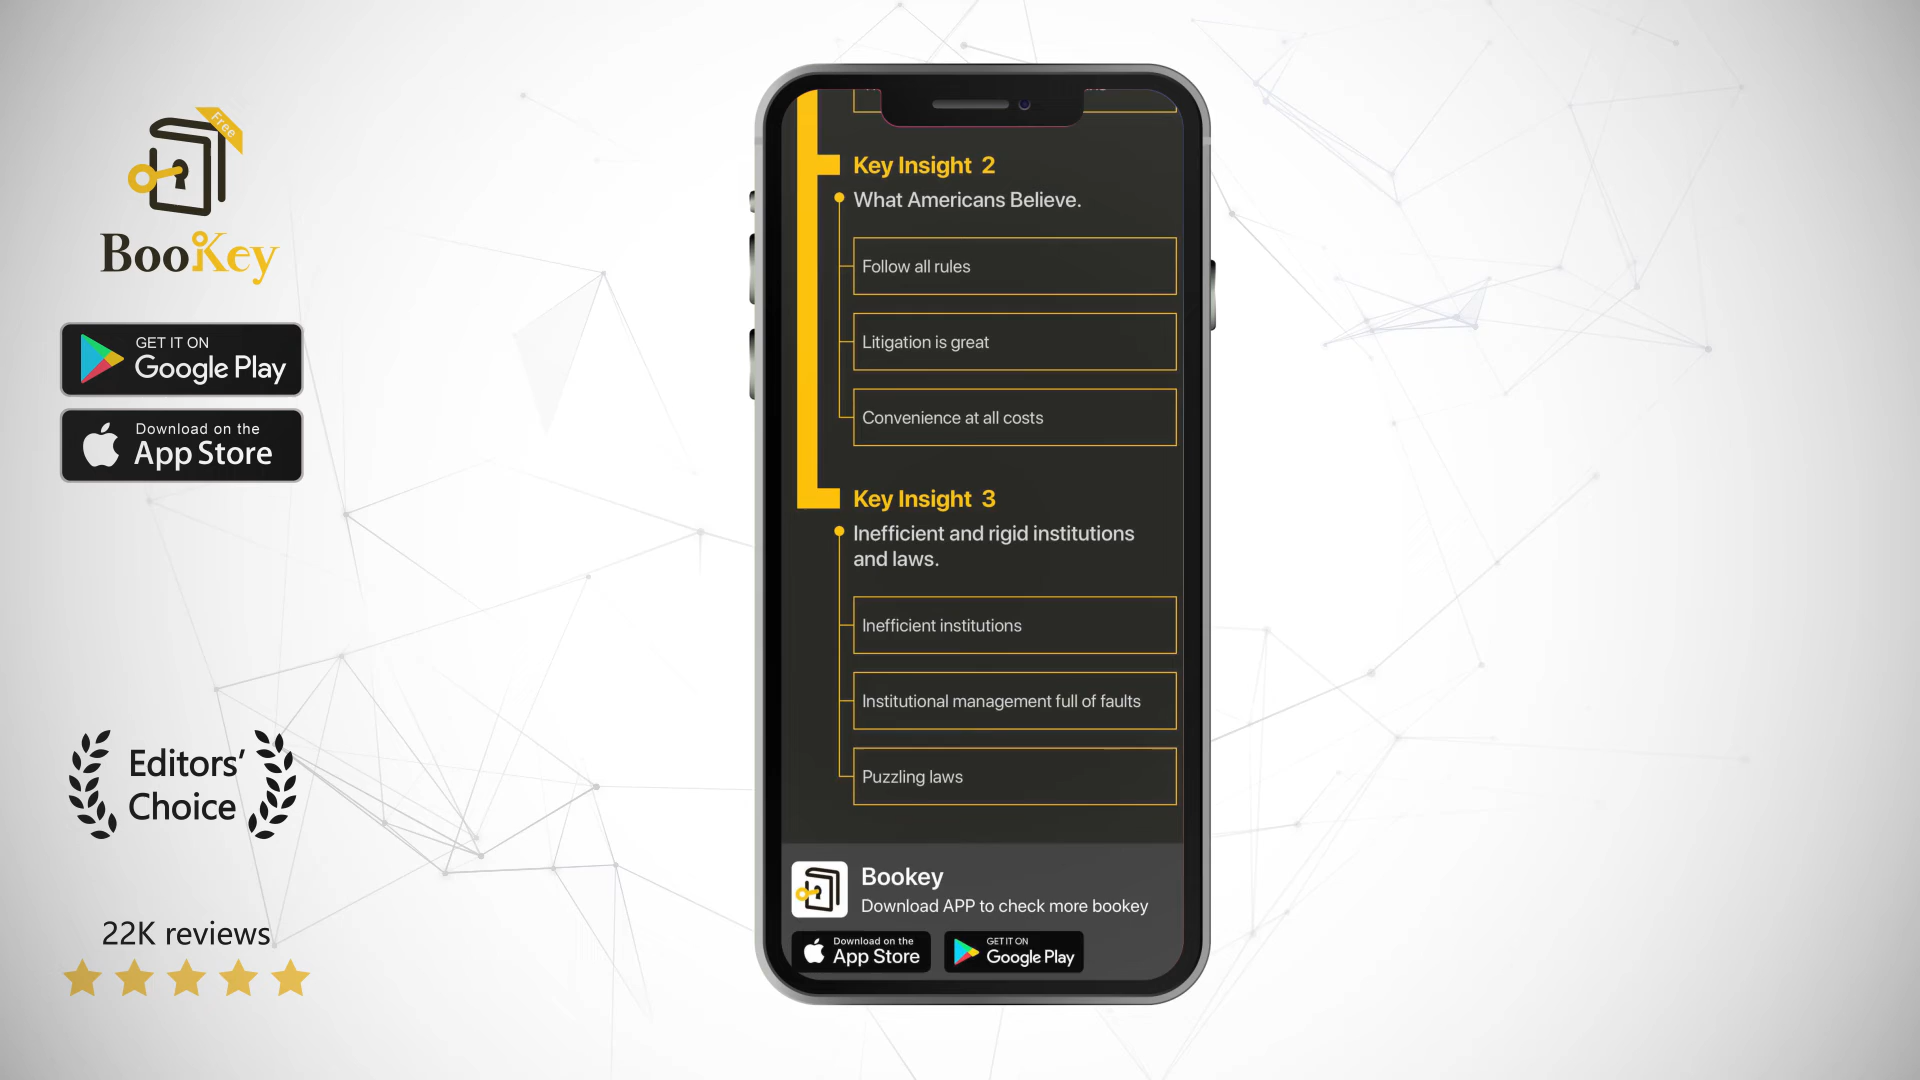 Free
BooKey
GET IT ON
Google Play
Download on the
App Store
Editors’
Choice
22K reviews
Key Insight 2
What Americans Believe.
Follow all rules
Litigation is great
Convenience at all costs
Key Insight 3
Inefficient and rigid institutions
and laws.
Inefficient institutions
Institutional management full of faults
Puzzling laws
Bookey
Download APP to check more bookey
Download on the
App Store
GET IT ON
Google Play